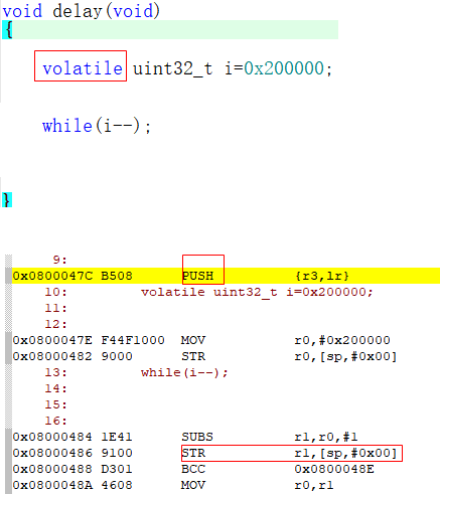 void delay(void)
{
volatile uint32_t i=0x200000;
while(i--);
}
9:
0x0800047C B508 PUSH {r3,lr}
10: volatile uint32_t i=0x200000;
11:
12:
0x0800047E F44F1000 MOV r0,#0x200000
0x08000482 9000 STR r0,[sp,#0x00]
13: while(i--);
14:
15:
16:
0x08000484 1E41 SUBS r1,r0,#1
0x08000486 9100 STR r1,[sp,#0x00]
0x08000488 D301 BCC 0x0800048E
0x0800048A 4608 MOV r0,r1